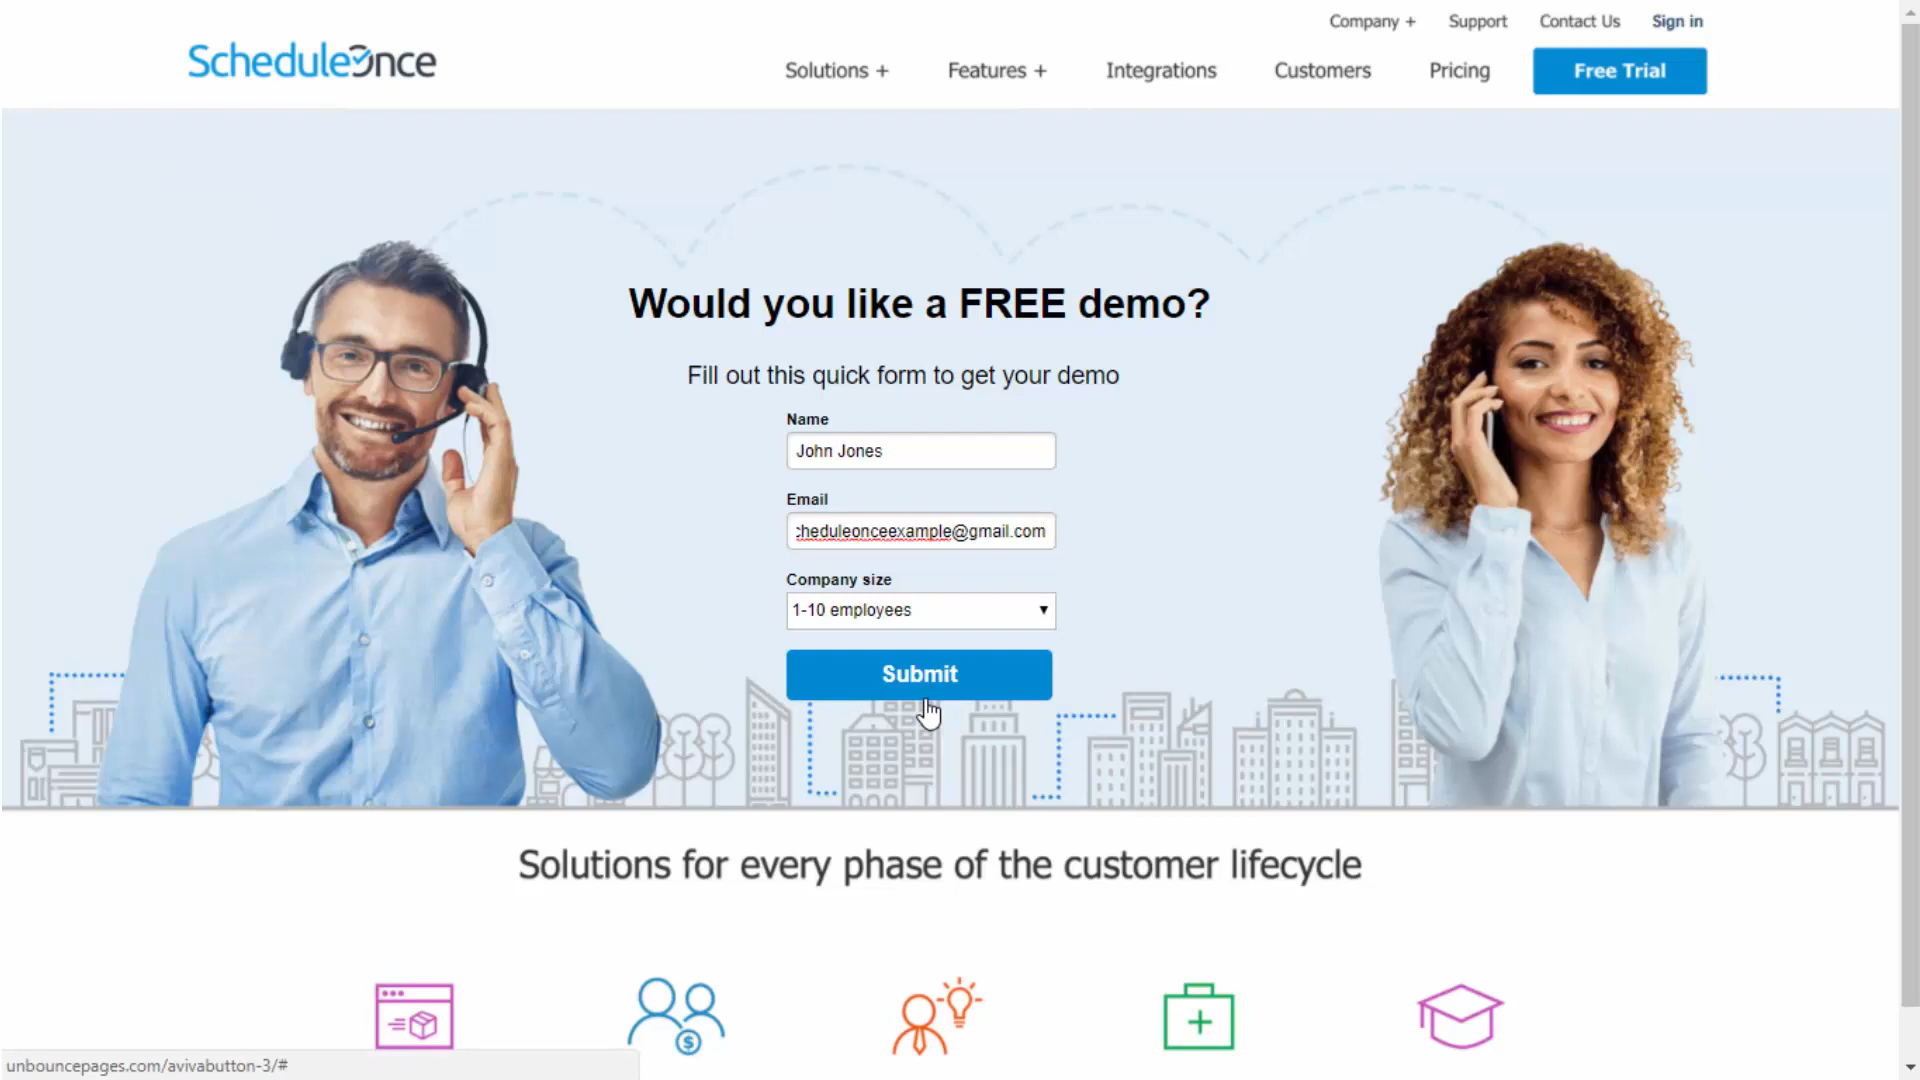 Company + Support Contact Us Sign in
ScheduleOnce
Solutions + Features + Integrations Customers Pricing Free Trial
Would you like a FREE demo?
Fill out this quick form to get your demo
Name
John Jones
Email
cheduleonceexample@gmail.com
Company size
1-10 employees
Submit
Solutions for every phase of the customer lifecycle
$
unbouncepages.com/avivabutton-3/#